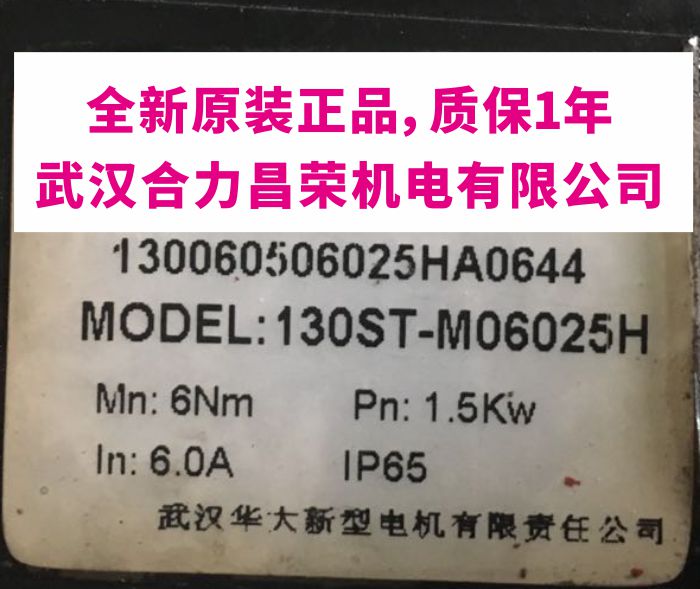 全新原装正品，质保1年
武汉合力昌荣机电有限公司
130060506025HA0644
MODEL:130ST-M06025H
Mn: 6Nm Pn: 1.5Kw
In: 6.0A IP65
武汉华大新型电机有限责任公司